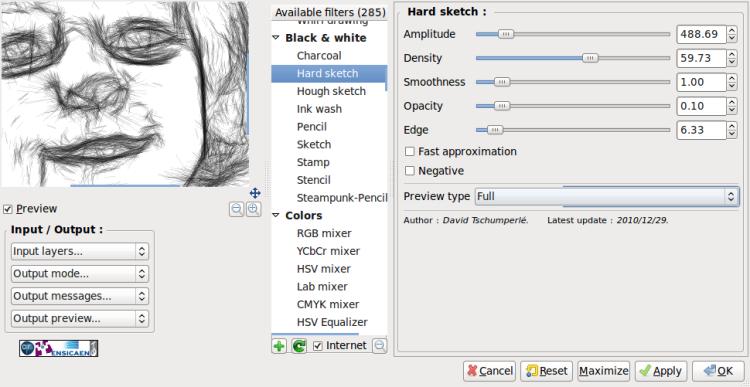 Preview
Input / Output :
Input layers...
Output mode...
Output messages...
Output preview...
ENSICAEN
Available filters (285)
Whirl drawing
Black & white
Charcoal
Hard sketch
Hough sketch
Ink wash
Pencil
Sketch
Stamp
Stencil
Steampunk-Pencil
Colors
RGB mixer
YCbCr mixer
HSV mixer
Lab mixer
CMYK mixer
HSV Equalizer
Internet
Hard sketch :
Amplitude 488.69
Density 59.73
Smoothness 1.00
Opacity 0.10
Edge 6.33
Fast approximation
Negative
Preview type Full
Author : David Tschumperlé. Latest update : 2010/12/29.
Cancel Reset Maximize Apply OK